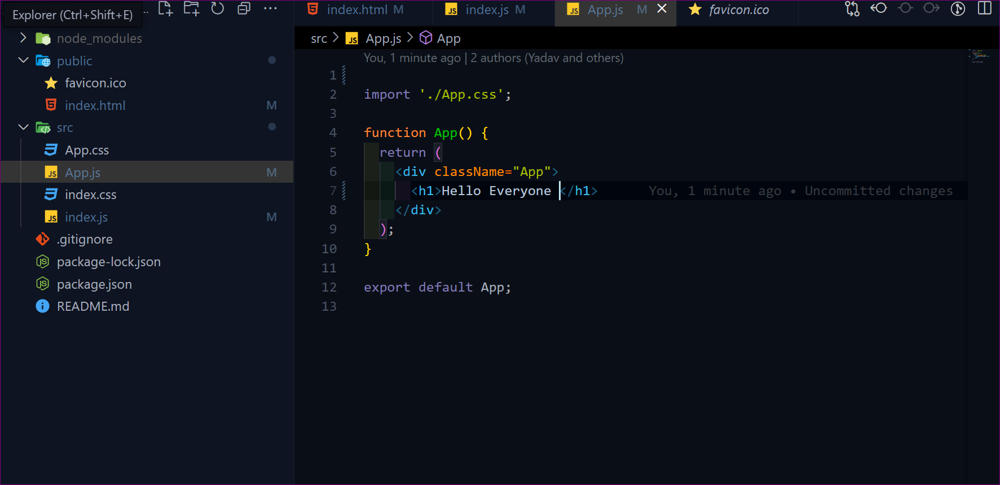 Explorer (Ctrl+Shift+E)
...
node_modules
public
favicon.ico
index.html M
src
App.css
App.js M
index.css
index.js M
.gitignore
package-lock.json
package.json
README.md
index.html M
index.js M
App.js M
favicon.ico
src > App.js > App
You, 1 minute ago | 2 authors (Yadav and others)
1
2 import './App.css';
3
4 function App() {
5 return (
6 <div className="App">
7 <h1>Hello Everyone </h1> You, 1 minute ago • Uncommitted changes
8 </div>
9 );
10 }
11
12 export default App;
13